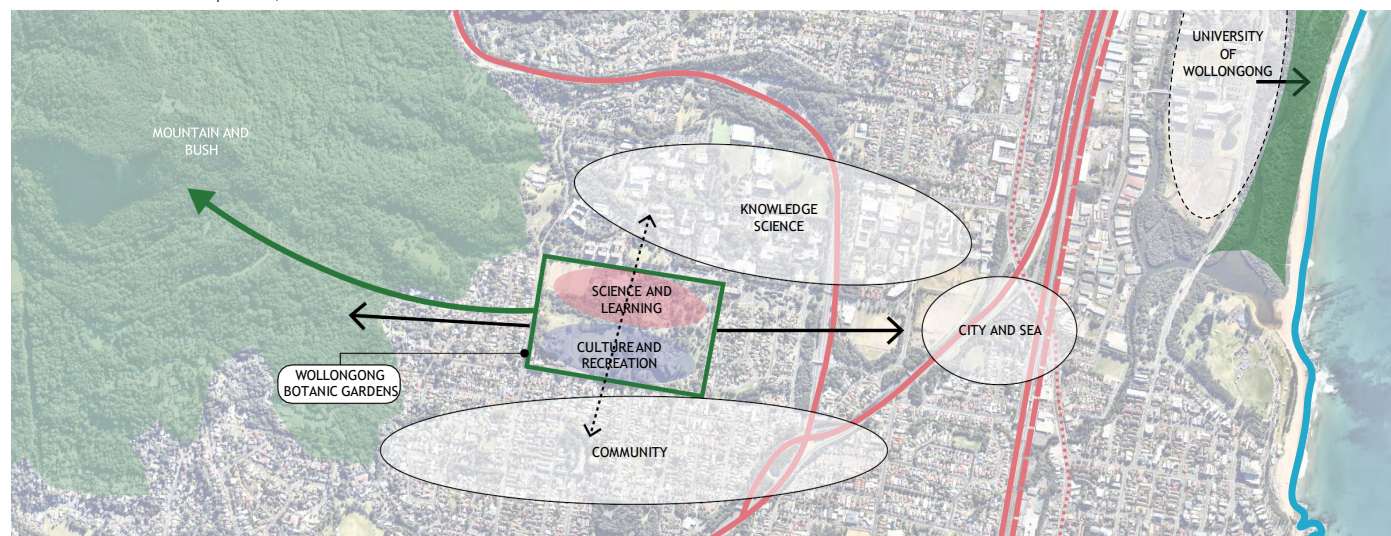 UNIVERSITY
OF
WOLLONGONG
MOUNTAIN AND
BUSH
KNOWLEDGE
SCIENCE
SCIENCE AND
LEARNING
CITY AND SEA
CULTURE AND
RECREATION
WOLLONGONG
BOTANIC GARDENS
COMMUNITY